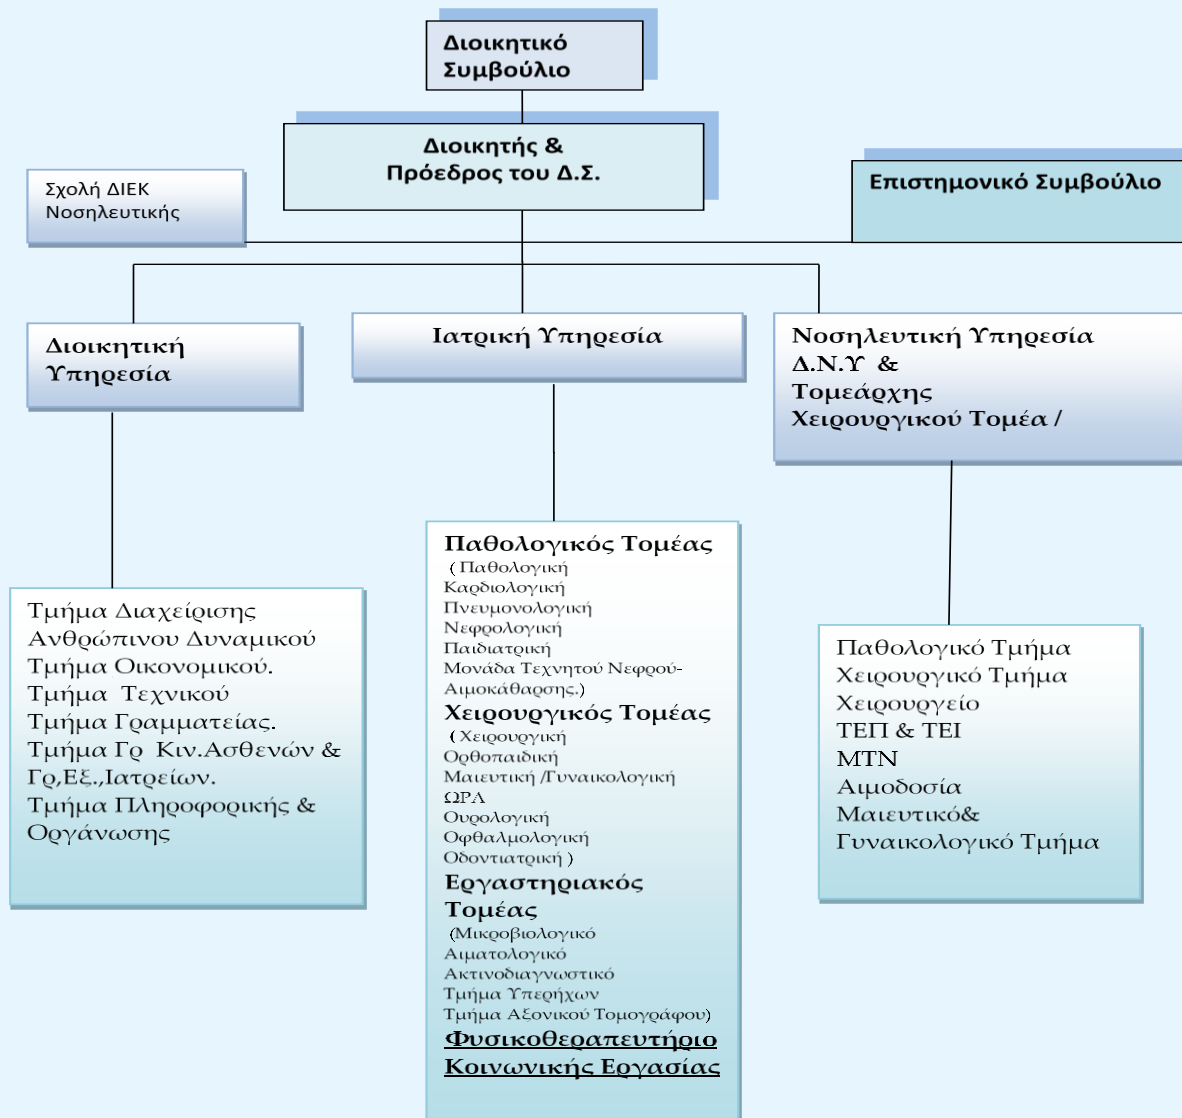 Διοικητικό
Συμβούλιο
Διοικητής &
Πρόεδρος του Δ.Σ.
Σχολή ΔΙΕΚ
Νοσηλευτικής
Επιστημονικό Συμβούλιο
Διοικητική
Υπηρεσία
Ιατρική Υπηρεσία
Νοσηλευτική Υπηρεσία
Δ.Ν.Υ &
Τομεάρχης
Χειρουργικού Τομέα /
Τμήμα Διαχείρισης
Ανθρώπινου Δυναμικού
Τμήμα Οικονομικού.
Τμήμα Τεχνικού
Τμήμα Γραμματείας.
Τμήμα Γρ Κιν.Ασθενών &
Γρ,Εξ.,Ιατρείων.
Τμήμα Πληροφορικής &
Οργάνωσης
Παθολογικός Τομέας
( Παθολογική
Καρδιολογική
Πνευμονολογική
Νεφρολογική
Παιδιατρική
Μονάδα Τεχνητού Νεφρού-
Αιμοκάθαρσης.)
Χειρουργικός Τομέας
( Χειρουργική
Ορθοπαιδική
Μαιευτική /Γυναικολογική
ΩΡΛ
Ουρολογική
Οφθαλμολογική
Οδοντιατρική )
Εργαστηριακός
Τομέας
(Μικροβιολογικό
Αιματολογικό
Ακτινοδιαγνωστικό
Τμήμα Υπερήχων
Τμήμα Αξονικού Τομογράφου)
Φυσικοθεραπευτήριο
Κοινωνικής Εργασίας
Παθολογικό Τμήμα
Χειρουργικό Τμήμα
Χειρουργείο
ΤΕΠ & ΤΕΙ
ΜΤΝ
Αιμοδοσία
Μαιευτικό&
Γυναικολογικό Τμήμα